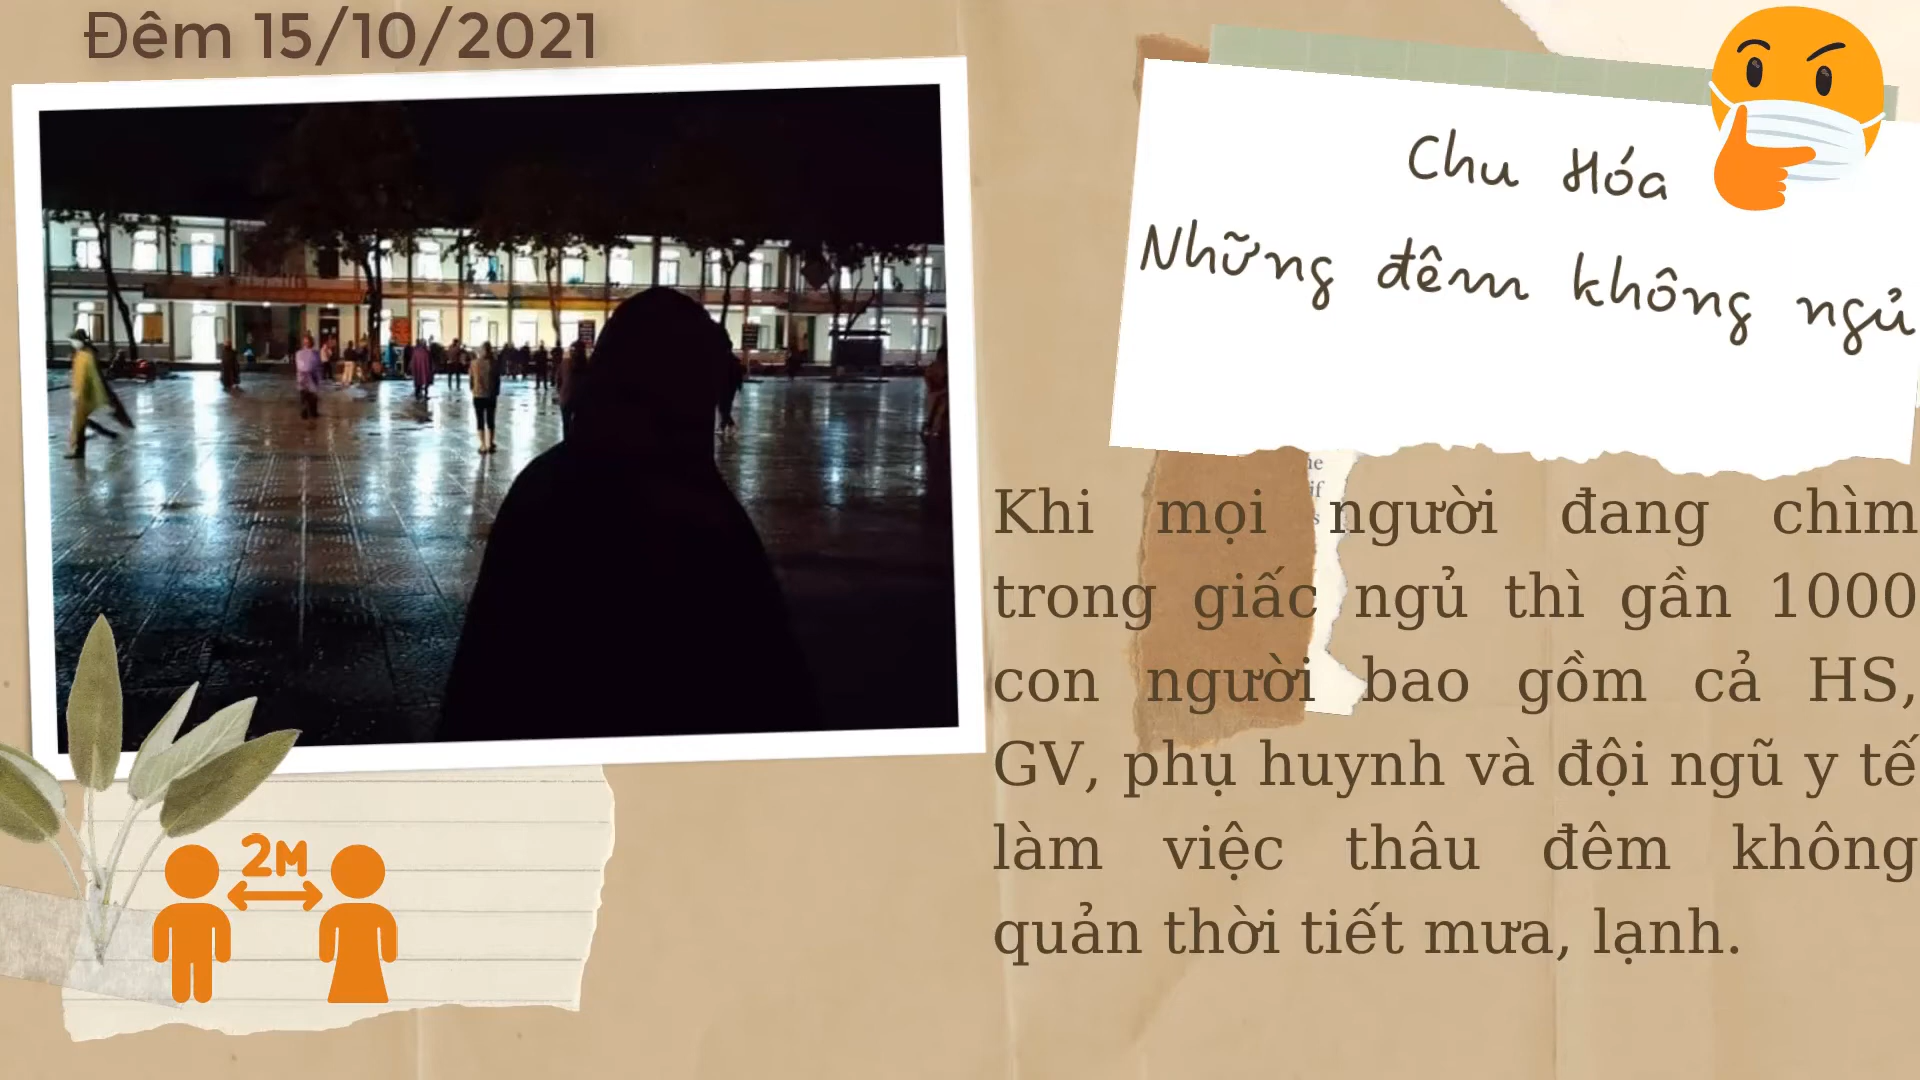 Đêm 15/10/2021
Chu Hóa
Những đêm không ngủ
he
if
s
Khi mọi người đang chìm
trong giấc ngủ thì gần 1000
con người bao gồm cả HS,
GV, phụ huynh và đội ngũ y tế
làm việc thâu đêm không
quản thời tiết mưa, lạnh.
2M